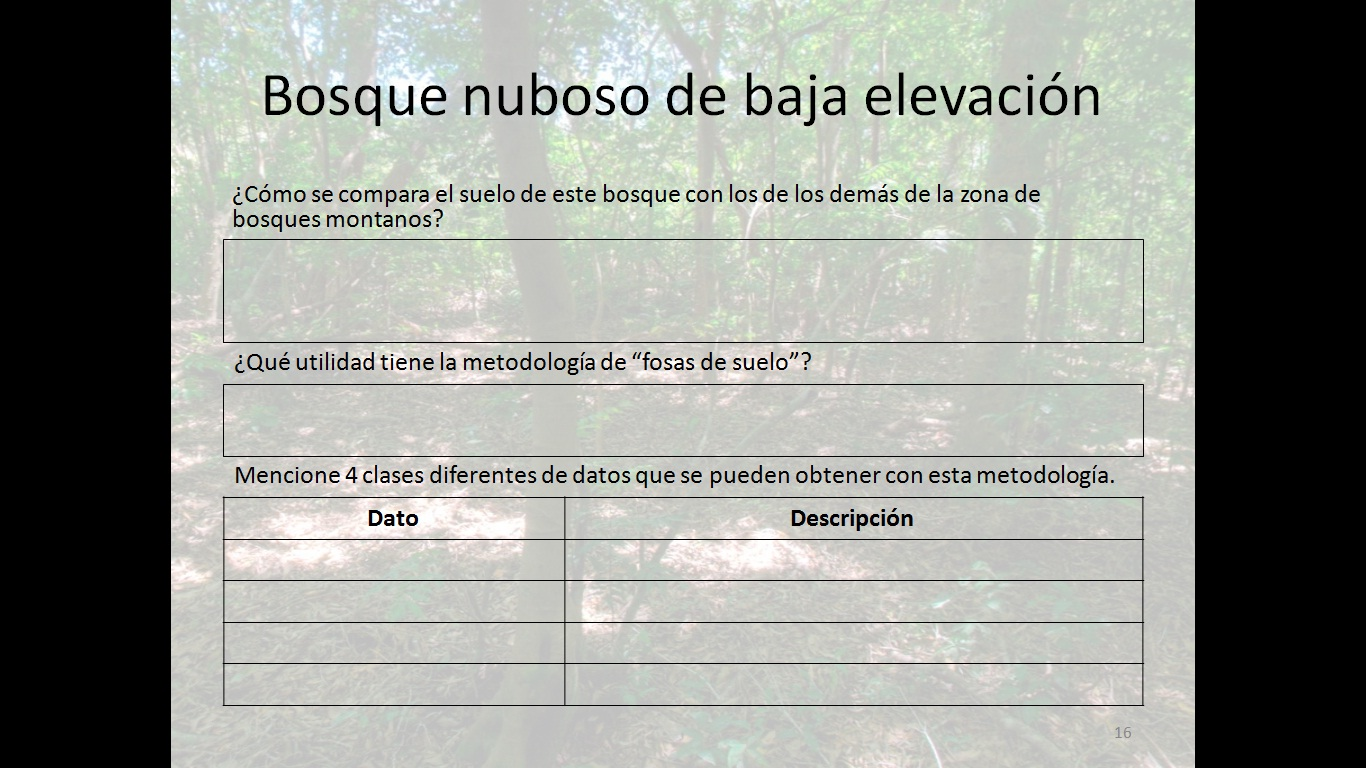 Bosque nuboso de baja elevación
¿Cómo se compara el suelo de este bosque con los de los demás de la zona de
bosques montanos?
¿Qué utilidad tiene la metodología de “fosas de suelo”?
Mencione 4 clases diferentes de datos que se pueden obtener con esta metodología.
Dato Descripción
16